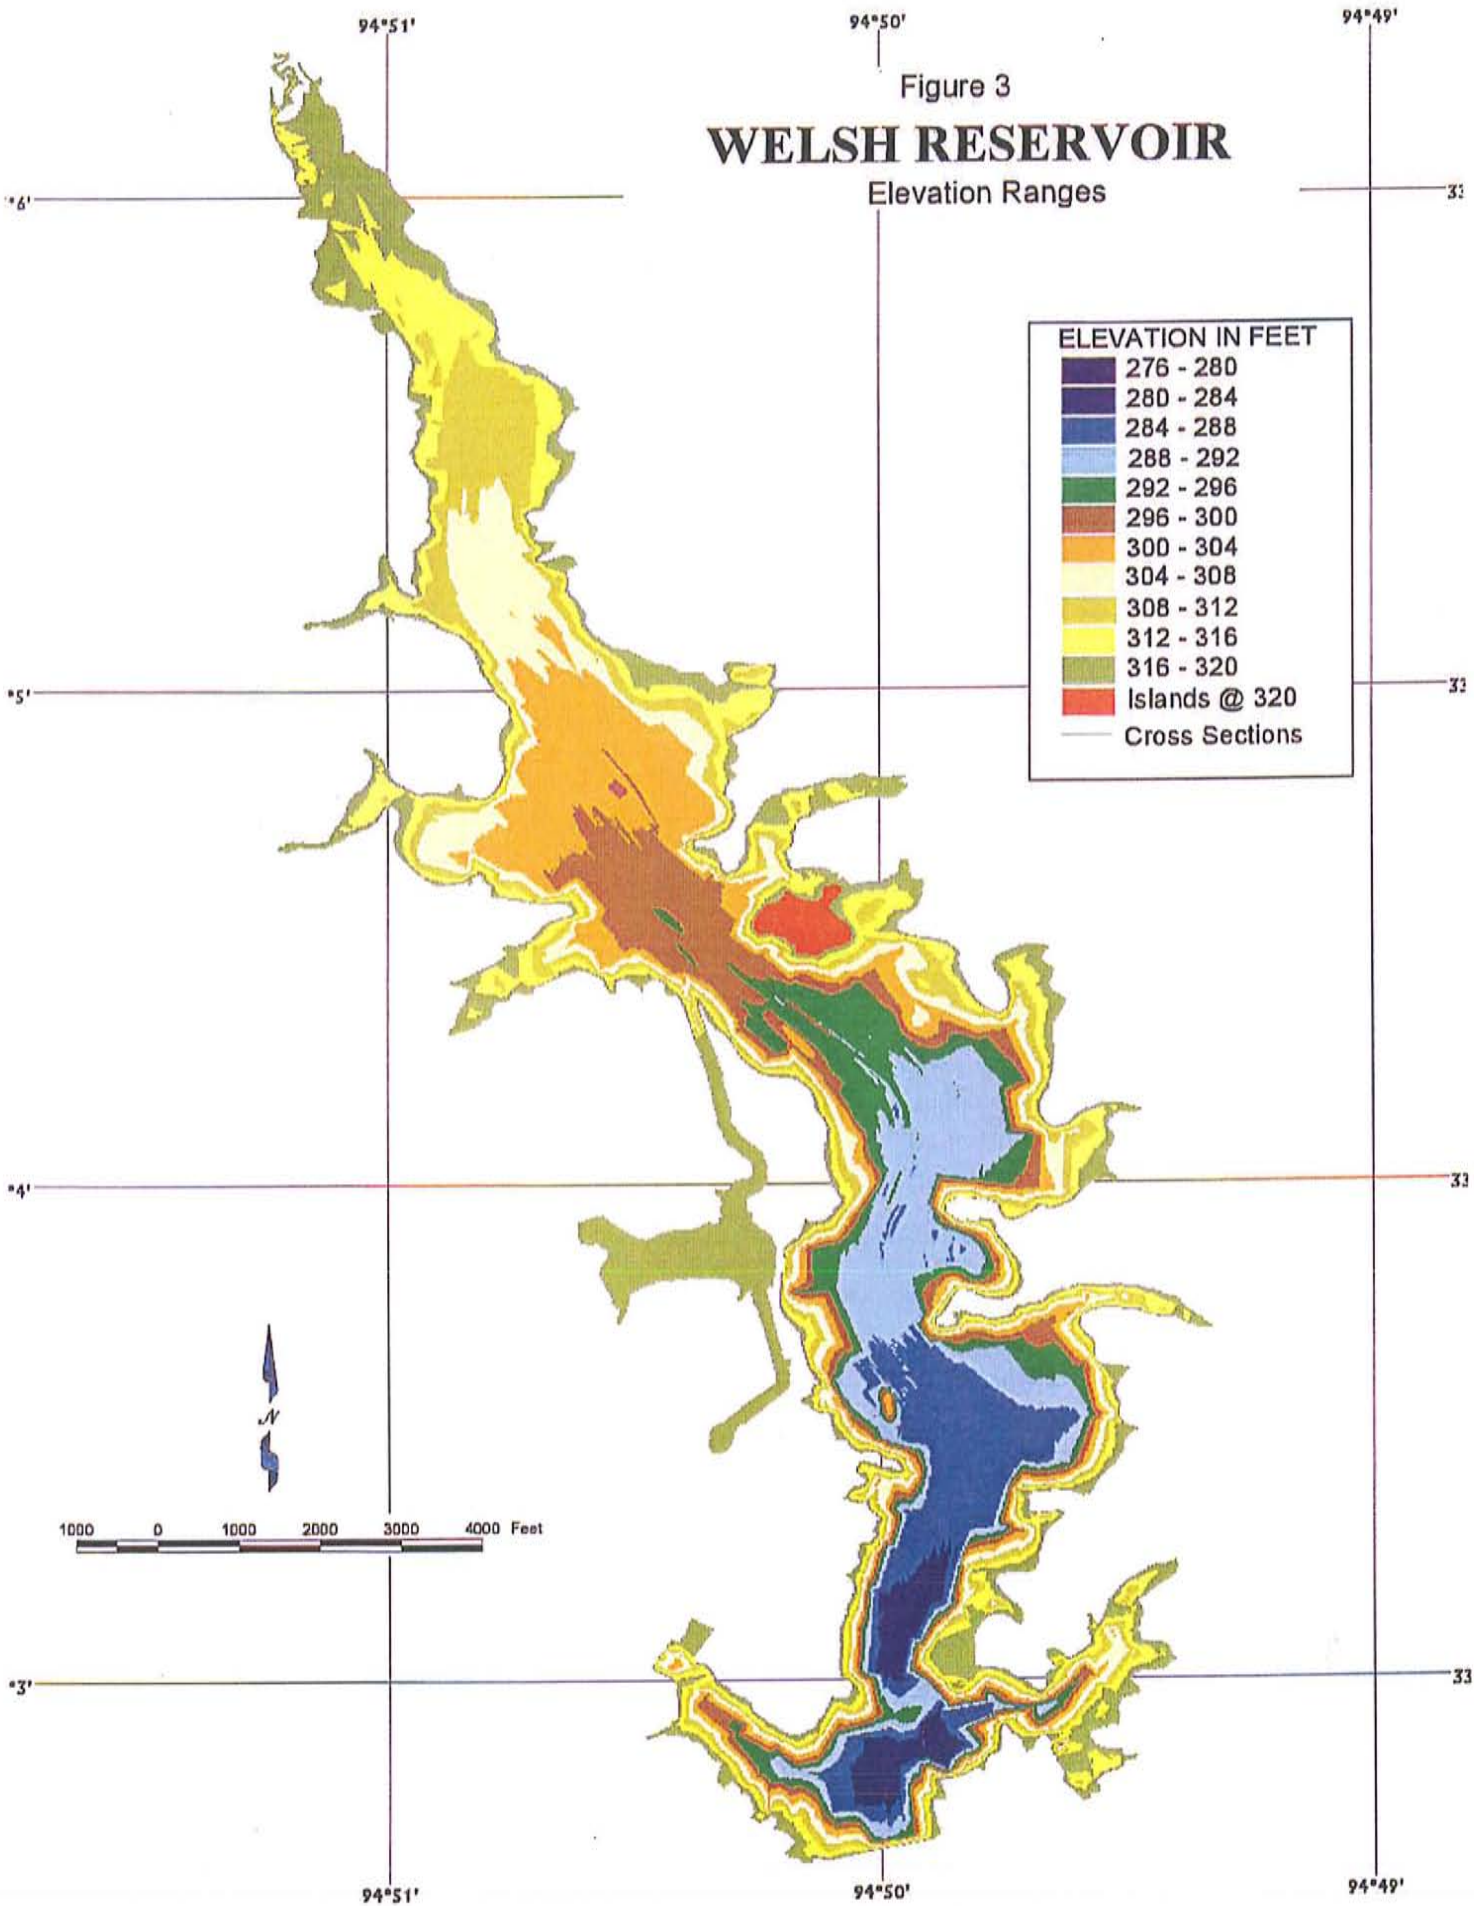 94°51'
94°50'
94°49'
Figure 3
WELSH RESERVOIR
Elevation Ranges
°6'
33
ELEVATION IN FEET
276 - 280
280 - 284
284 - 288
288 - 292
292 - 296
296 - 300
300 - 304
304 - 308
308 - 312
312 - 316
316 - 320
Islands @ 320
Cross Sections
°5'
33
°4'
33
N
1000 0 1000 2000 3000 4000 Feet
°3'
33
94°51'
94°50'
94°49'